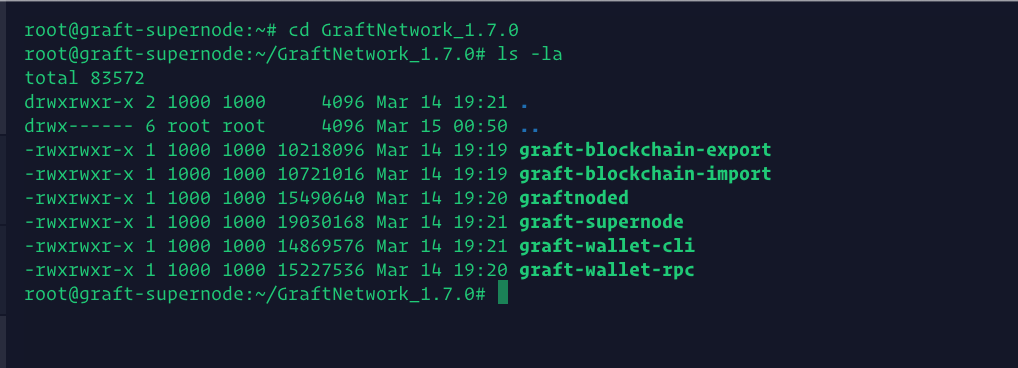 root@graft-supernode:~# cd GraftNetwork_1.7.0
root@graft-supernode:~/GraftNetwork_1.7.0# ls -la
total 83572
drwxrwxr-x 2 1000 1000     4096 Mar 14 19:21 .
drwx------ 6 root root     4096 Mar 15 00:50 ..
-rwxrwxr-x 1 1000 1000 10218096 Mar 14 19:19 graft-blockchain-export
-rwxrwxr-x 1 1000 1000 10721016 Mar 14 19:19 graft-blockchain-import
-rwxrwxr-x 1 1000 1000 15490640 Mar 14 19:20 graftnoded
-rwxrwxr-x 1 1000 1000 19030168 Mar 14 19:21 graft-supernode
-rwxrwxr-x 1 1000 1000 14869576 Mar 14 19:21 graft-wallet-cli
-rwxrwxr-x 1 1000 1000 15227536 Mar 14 19:20 graft-wallet-rpc
root@graft-supernode:~/GraftNetwork_1.7.0#